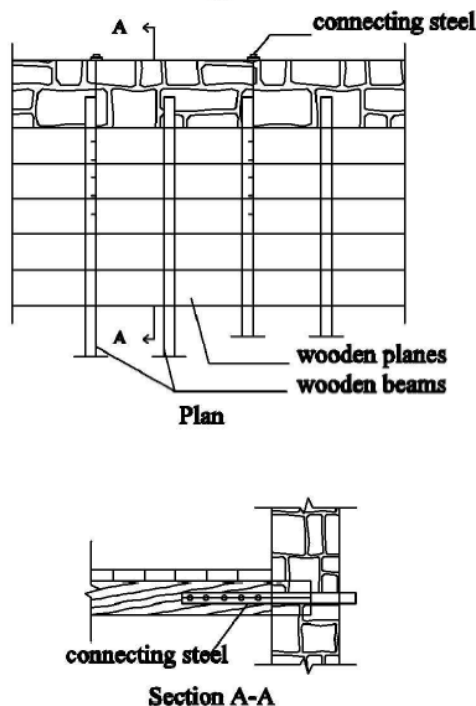 A
connecting steel
A
wooden planes
wooden beams
Plan
connecting steel
Section A-A